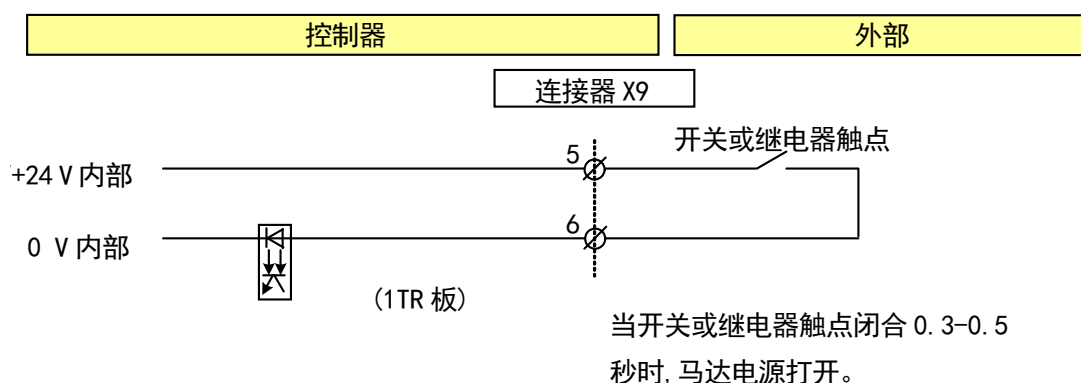 控制器
外部
连接器 X9
开关或继电器触点
5
+24 V 内部
6
0 V 内部
(1TR 板)
当开关或继电器触点闭合 0.3-0.5
秒时, 马达电源打开。